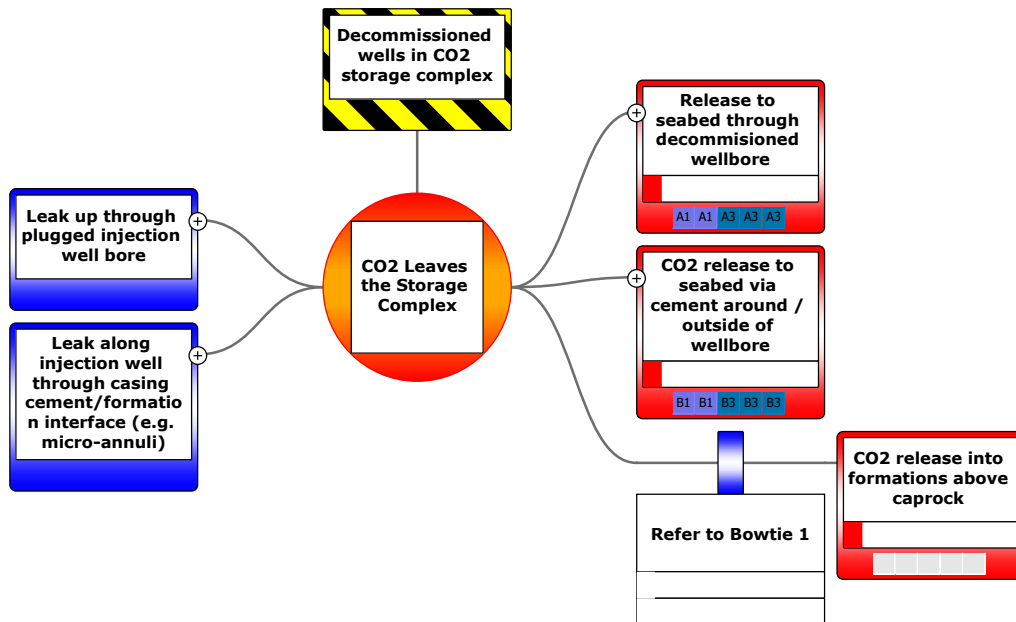 Decommissioned
wells in CO2
storage complex
Leak up through
plugged injection
well bore
Leak along
injection well
through casing
cement/formatio
n interface (e.g.
micro-annuli)
CO2 Leaves
the Storage
Complex
Release to
seabed through
decommisioned
wellbore
A1 A1 A3 A3 A3
CO2 release to
seabed via
cement around /
outside of
wellbore
B1 B1 B3 B3 B3
Refer to Bowtie 1
CO2 release into
formations above
caprock